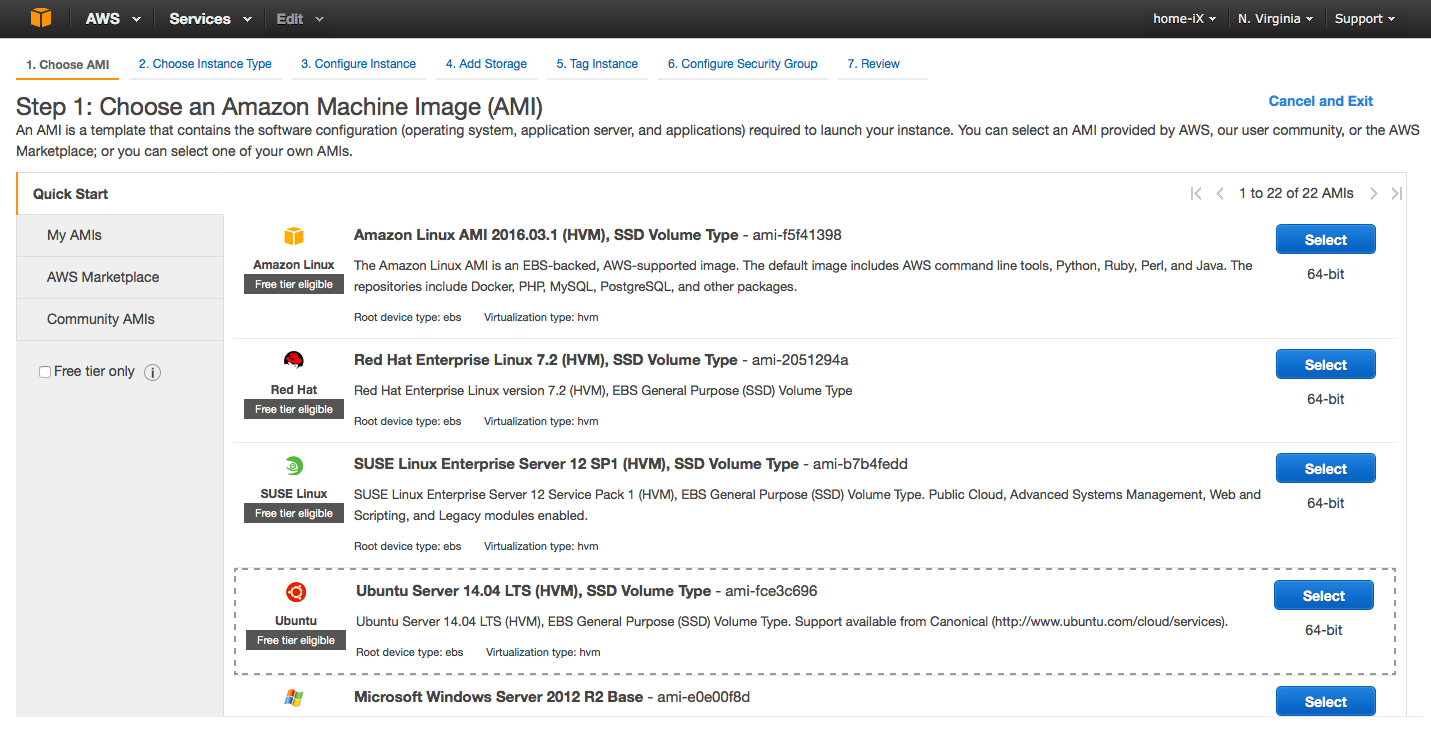 AWS Services Edit home-iX N. Virginia Support
1. Choose AMI 2. Choose Instance Type 3. Configure Instance 4. Add Storage 5. Tag Instance 6. Configure Security Group 7. Review
Step 1: Choose an Amazon Machine Image (AMI)
Cancel and Exit
An AMI is a template that contains the software configuration (operating system, application server, and applications) required to launch your instance. You can select an AMI provided by AWS, our user community, or the AWS
Marketplace; or you can select one of your own AMIs.
Quick Start
My AMIs
AWS Marketplace
Community AMIs
Free tier only
1 to 22 of 22 AMIs
Amazon Linux
Free tier eligible
Amazon Linux AMI 2016.03.1 (HVM), SSD Volume Type - ami-f5f41398
The Amazon Linux AMI is an EBS-backed, AWS-supported image. The default image includes AWS command line tools, Python, Ruby, Perl, and Java. The
repositories include Docker, PHP, MySQL, PostgreSQL, and other packages.
Root device type: ebs Virtualization type: hvm
Select
64-bit
Red Hat
Free tier eligible
Red Hat Enterprise Linux 7.2 (HVM), SSD Volume Type - ami-2051294a
Red Hat Enterprise Linux version 7.2 (HVM), EBS General Purpose (SSD) Volume Type
Root device type: ebs Virtualization type: hvm
Select
64-bit
SUSE Linux
Free tier eligible
SUSE Linux Enterprise Server 12 SP1 (HVM), SSD Volume Type - ami-b7b4fedd
SUSE Linux Enterprise Server 12 Service Pack 1 (HVM), EBS General Purpose (SSD) Volume Type. Public Cloud, Advanced Systems Management, Web and
Scripting, and Legacy modules enabled.
Root device type: ebs Virtualization type: hvm
Select
64-bit
Ubuntu
Free tier eligible
Ubuntu Server 14.04 LTS (HVM), SSD Volume Type - ami-fce3c696
Ubuntu Server 14.04 LTS (HVM), EBS General Purpose (SSD) Volume Type. Support available from Canonical (http://www.ubuntu.com/cloud/services).
Root device type: ebs Virtualization type: hvm
Select
64-bit
Microsoft Windows Server 2012 R2 Base - ami-e0e00f8d
Select